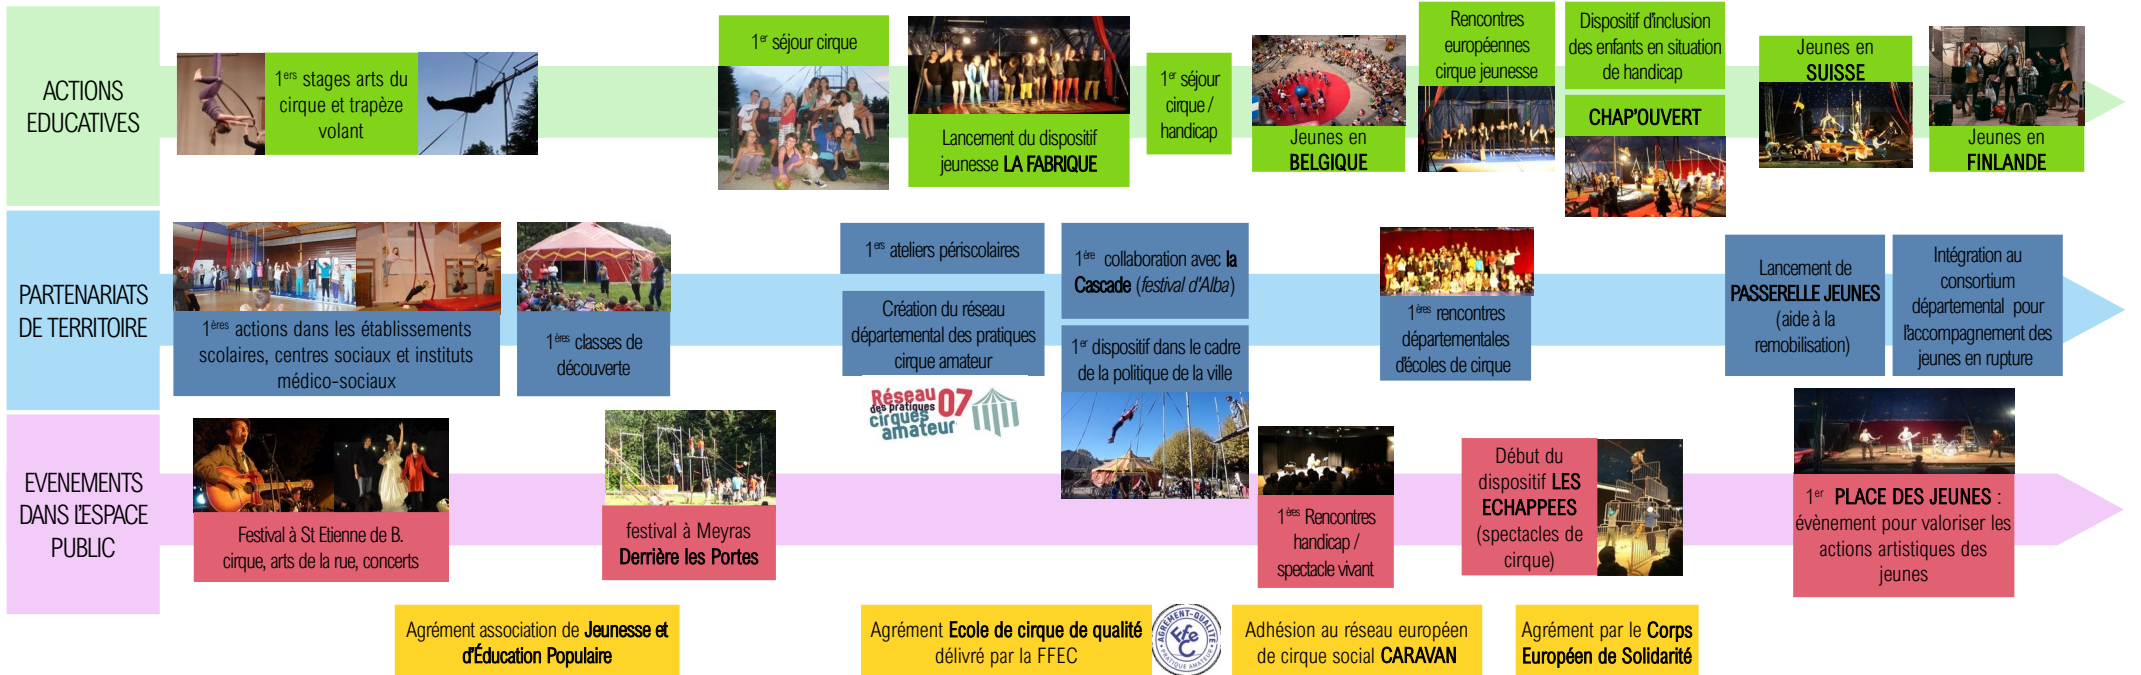 ACTIONS
EDUCATIVES
1ers stages arts du
cirque et trapèze
volant
1er séjour cirque
Lancement du dispositif
jeunesse LA FABRIQUE
1er séjour
cirque /
handicap
Jeunes en
BELGIQUE
Rencontres
européennes
cirque jeunesse
Dispositif d'inclusion
des enfants en situation
de handicap
CHAP'OUVERT
Jeunes en
SUISSE
Jeunes en
FINLANDE
PARTENARIATS
DE TERRITOIRE
1ères actions dans les établissements
scolaires, centres sociaux et instituts
médico-sociaux
1ères classes de
découverte
1ers ateliers périscolaires
Création du réseau
départemental des pratiques
cirque amateur
Réseau
des pratiques
cirques
amateur
07
1ère collaboration avec la
Cascade (festival d'Alba)
1er dispositif dans le cadre
de la politique de la ville
1ères rencontres
départementales
d'écoles de cirque
Lancement de
PASSERELLE JEUNES
(aide à la
remobilisation)
Intégration au
consortium
départemental pour
l'accompagnement des
jeunes en rupture
EVENEMENTS
DANS L'ESPACE
PUBLIC
Festival à St Etienne de B.
cirque, arts de la rue, concerts
festival à Meyras
Derrière les Portes
1ères Rencontres
handicap /
spectacle vivant
Début du
dispositif LES
ECHAPPEES
(spectacles de
cirque)
1er PLACE DES JEUNES :
évènement pour valoriser les
actions artistiques des
jeunes
Agrément association de Jeunesse et
d'Éducation Populaire
Agrément Ecole de cirque de qualité
délivré par la FFEC
AGRÉMENT-QUALITÉ
FFEC
PRATIQUE AMATEUR
Adhésion au réseau européen
de cirque social CARAVAN
Agrément par le Corps
Européen de Solidarité